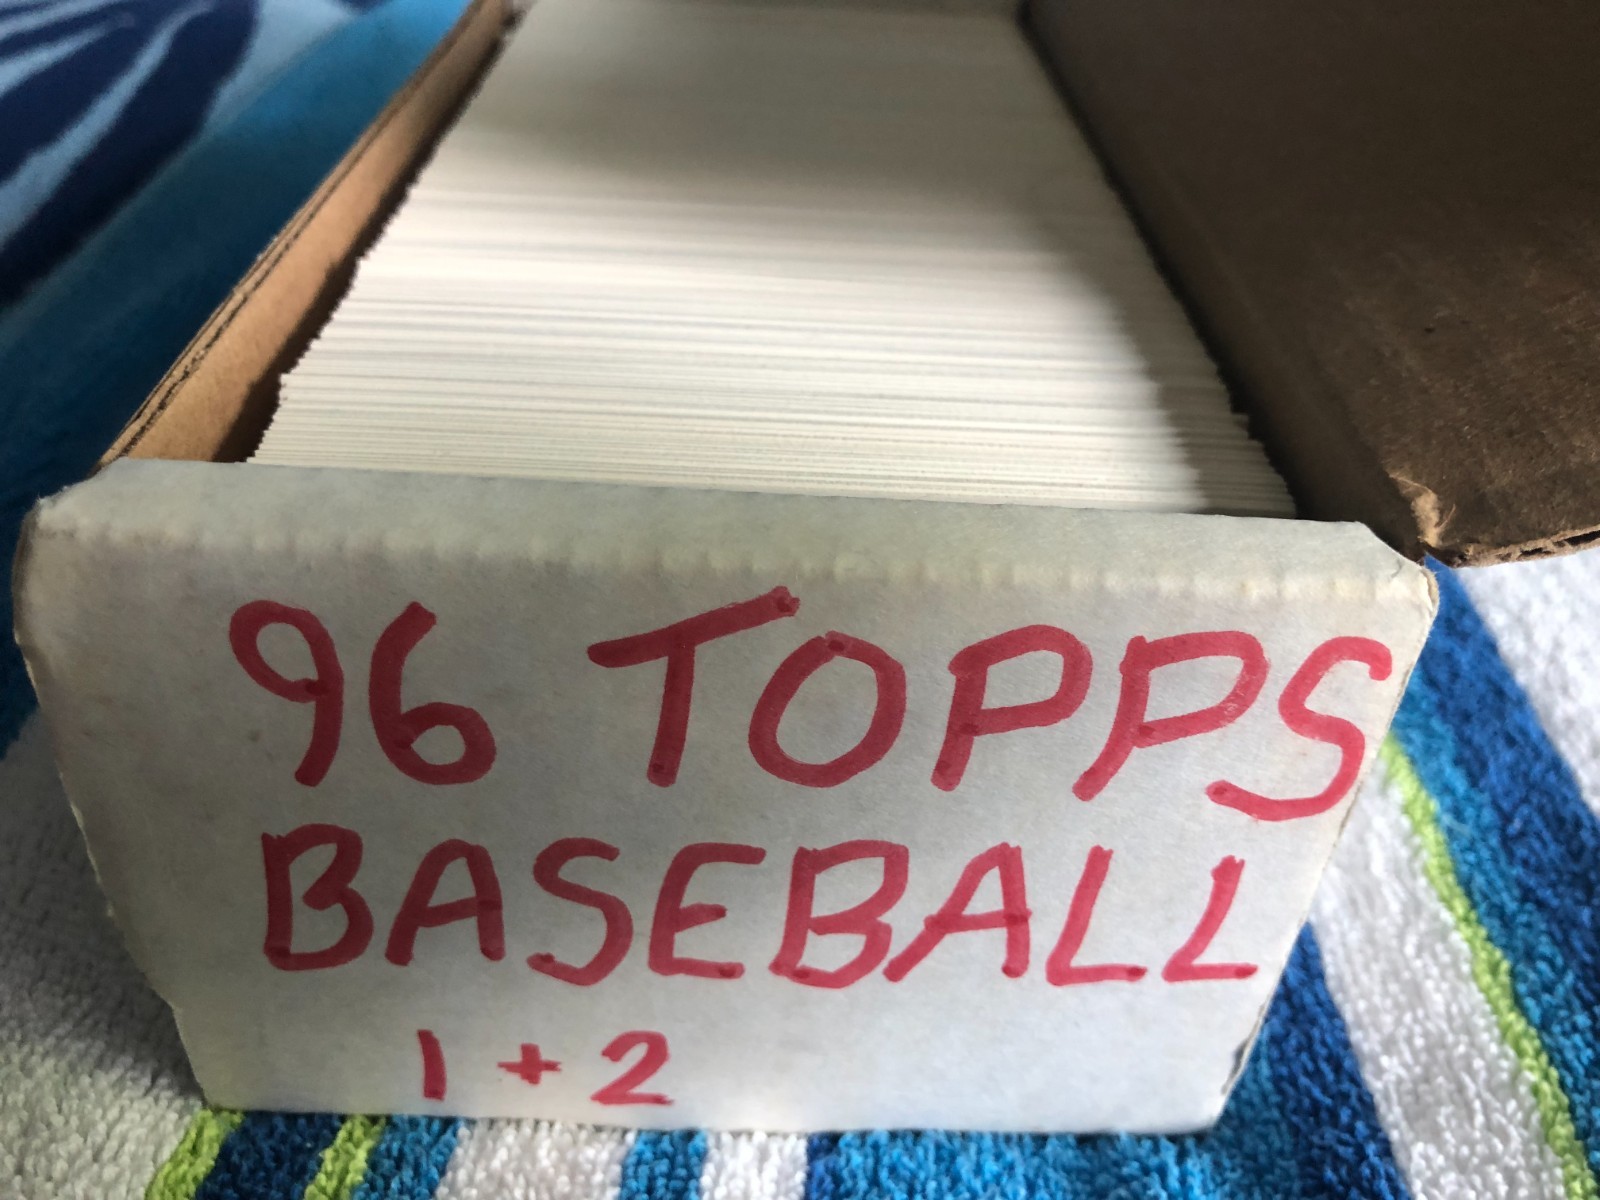 96 TOPPS
BASEBALL
1 + 2